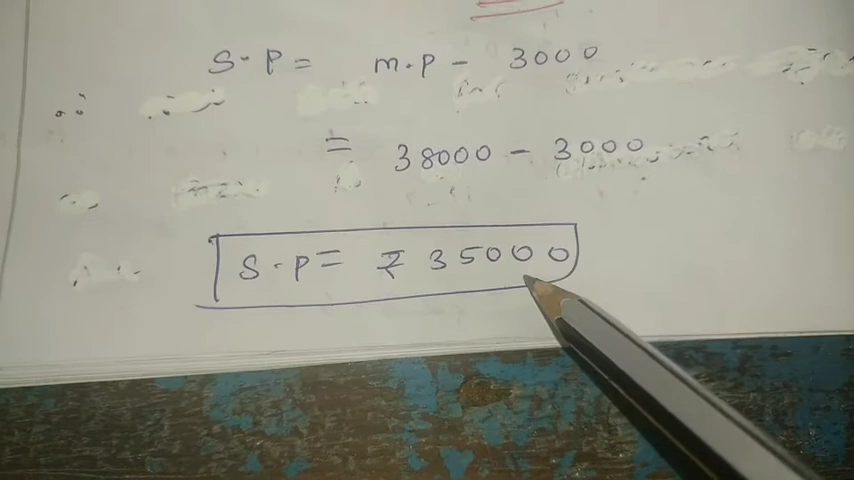 S.P = m.p - 3000
= 38000 - 3000
S.P = ₹ 35000